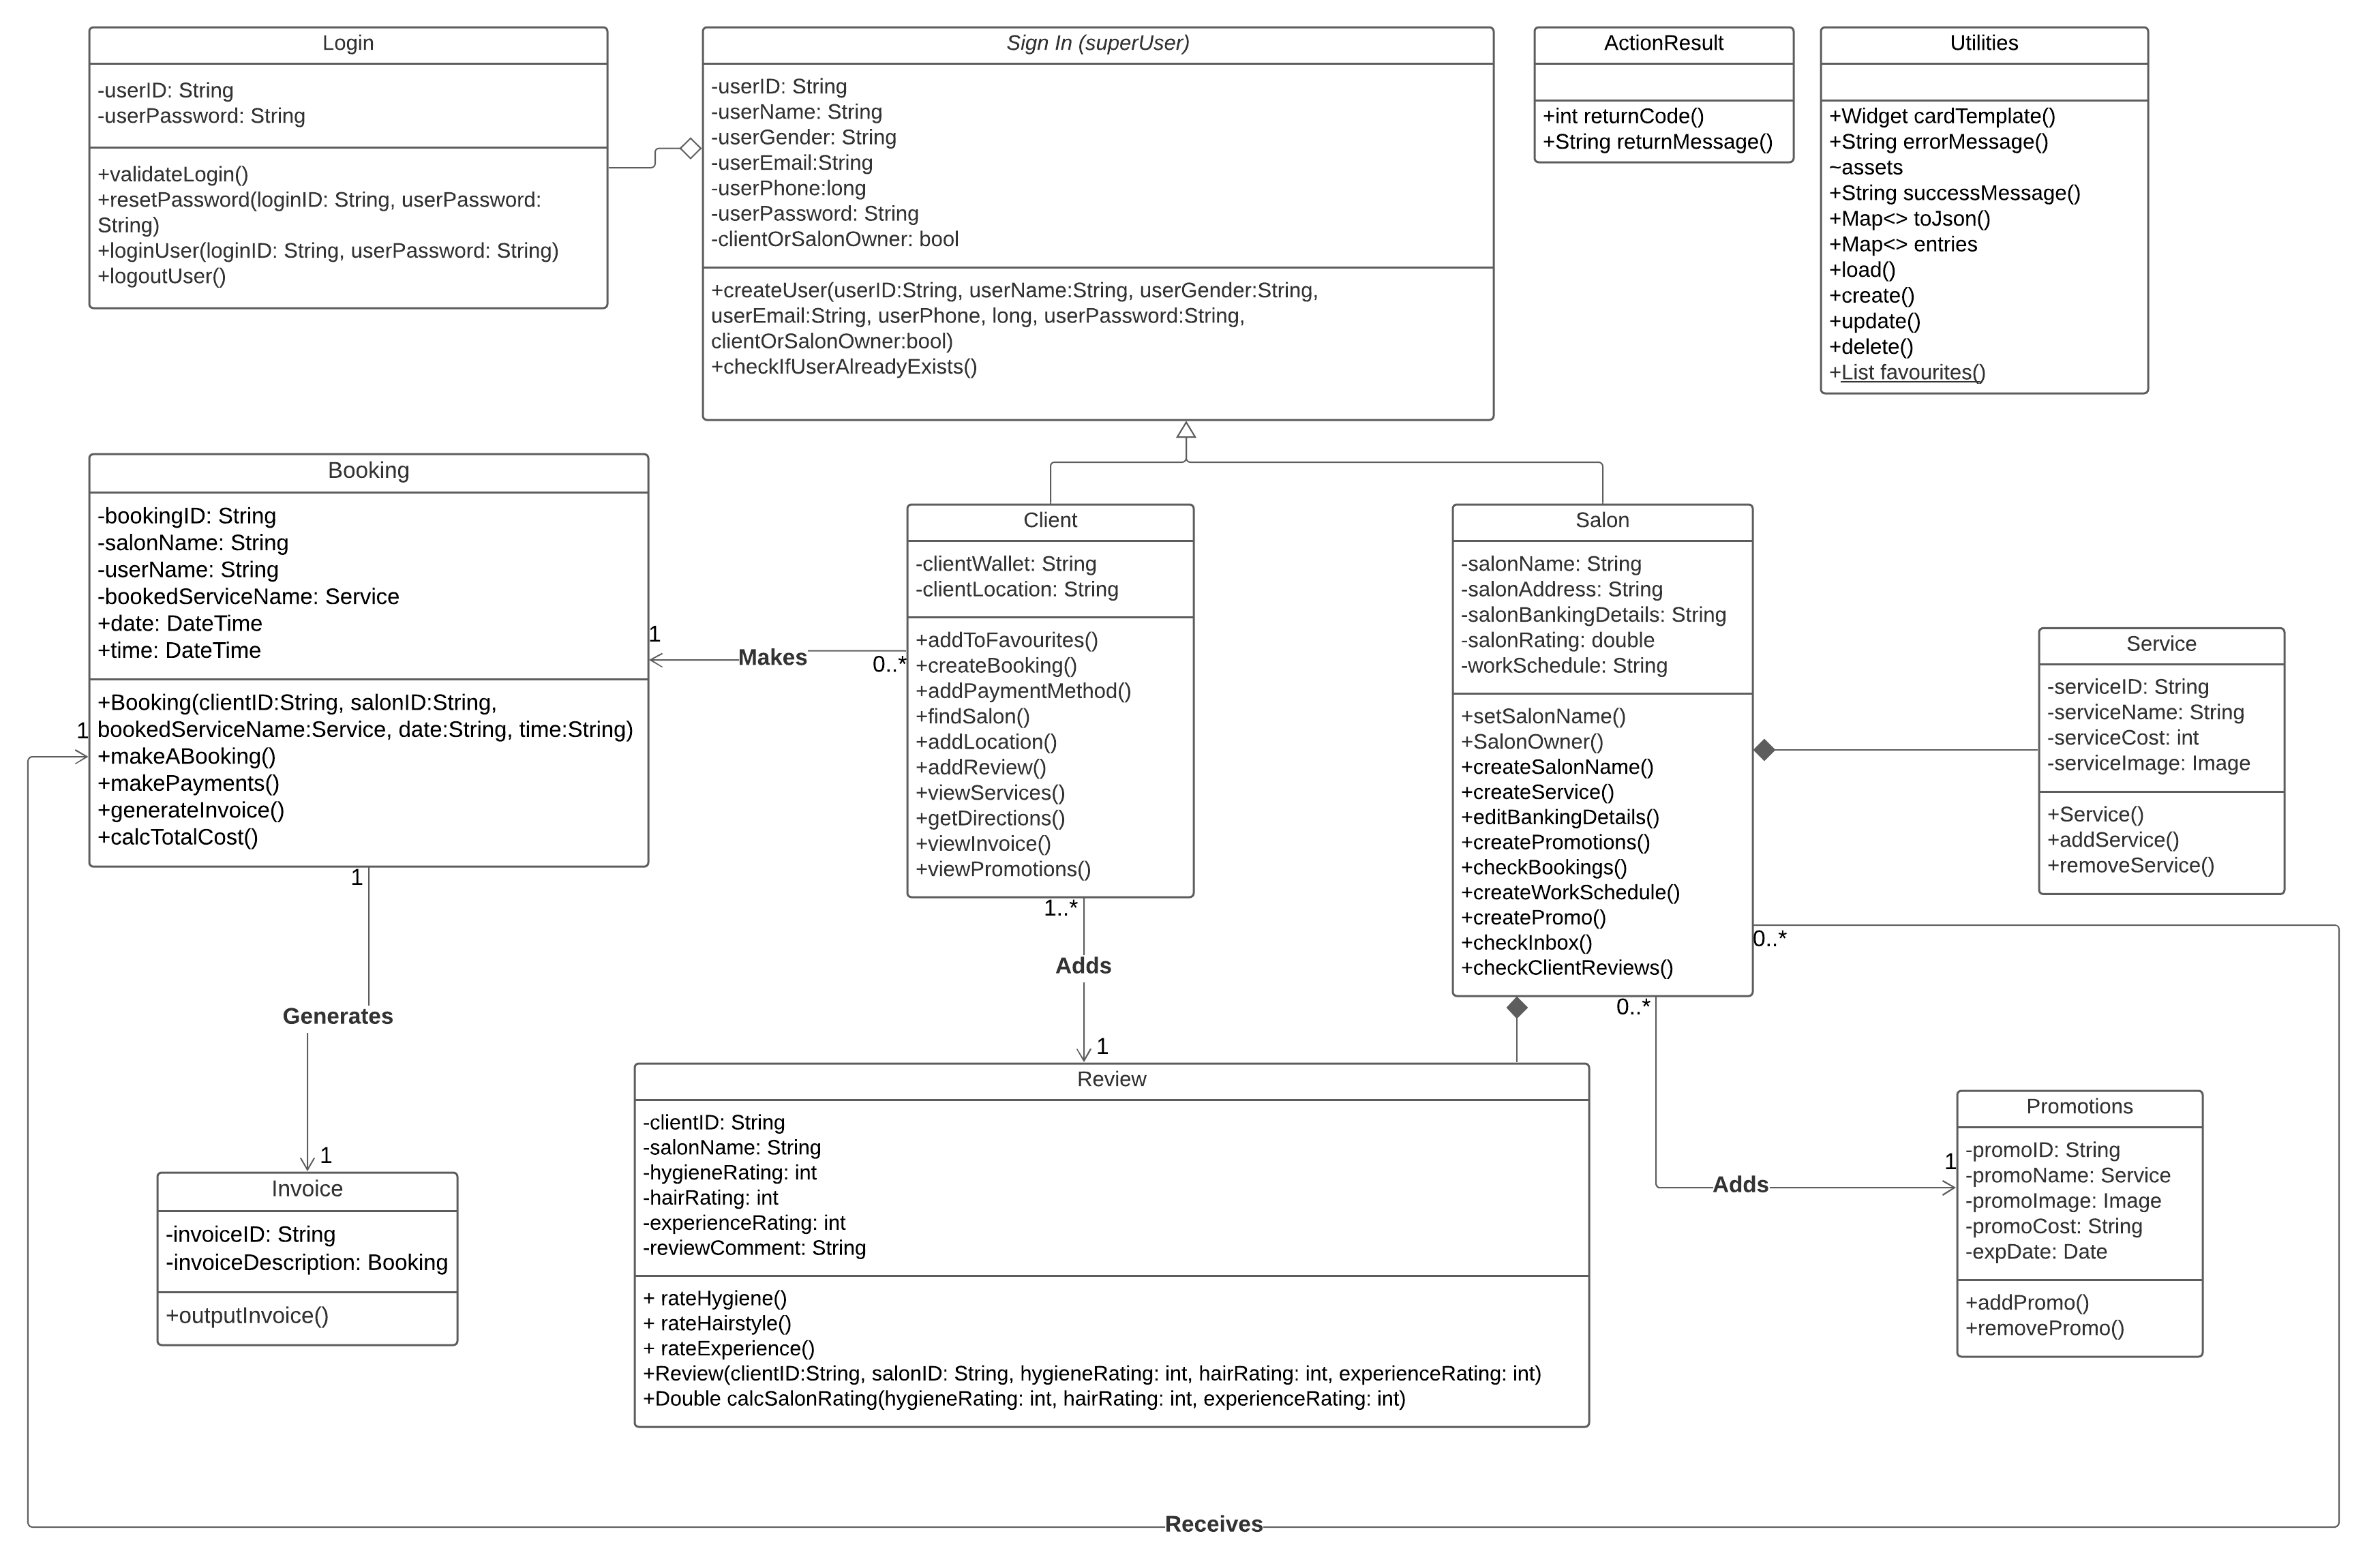 Login
-userID: String
-userPassword: String
+validateLogin()
+resetPassword(loginID: String, userPassword:
String)
+loginUser(loginID: String, userPassword: String)
+logoutUser()
Sign In (superUser)
-userID: String
-userName: String
-userGender: String
-userEmail:String
-userPhone:long
-userPassword: String
-clientOrSalonOwner: bool
+createUser(userID:String, userName:String, userGender:String,
userEmail:String, userPhone, long, userPassword:String,
clientOrSalonOwner:bool)
+checkIfUserAlreadyExists()
ActionResult
+int returnCode()
+String returnMessage()
Utilities
+Widget cardTemplate()
+String errorMessage()
~assets
+String successMessage()
+Map<> toJson()
+Map<> entries
+load()
+create()
+update()
+delete()
+List favourites()
Booking
-bookingID: String
-salonName: String
-userName: String
-bookedServiceName: Service
+date: DateTime
+time: DateTime
+Booking(clientID:String, salonID:String,
bookedServiceName:Service, date:String, time:String)
+makeABooking()
+makePayments()
+generateInvoice()
+calcTotalCost()
1
Makes
0..*
1
1
Generates
1
Client
-clientWallet: String
-clientLocation: String
+addToFavourites()
+createBooking()
+addPaymentMethod()
+findSalon()
+addLocation()
+addReview()
+viewServices()
+getDirections()
+viewInvoice()
+viewPromotions()
1..*
Adds
1
Salon
-salonName: String
-salonAddress: String
-salonBankingDetails: String
-salonRating: double
-workSchedule: String
+setSalonName()
+SalonOwner()
+createSalonName()
+createService()
+editBankingDetails()
+createPromotions()
+checkBookings()
+createWorkSchedule()
+createPromo()
+checkInbox()
+checkClientReviews()
0..*
0..*
Adds
1
Service
-serviceID: String
-serviceName: String
-serviceCost: int
-serviceImage: Image
+Service()
+addService()
+removeService()
Invoice
-invoiceID: String
-invoiceDescription: Booking
+outputInvoice()
Review
-clientID: String
-salonName: String
-hygieneRating: int
-hairRating: int
-experienceRating: int
-reviewComment: String
+ rateHygiene()
+ rateHairstyle()
+ rateExperience()
+Review(clientID:String, salonID: String, hygieneRating: int, hairRating: int, experienceRating: int)
+Double calcSalonRating(hygieneRating: int, hairRating: int, experienceRating: int)
Promotions
-promoID: String
-promoName: Service
-promoImage: Image
-promoCost: String
-expDate: Date
+addPromo()
+removePromo()
Receives